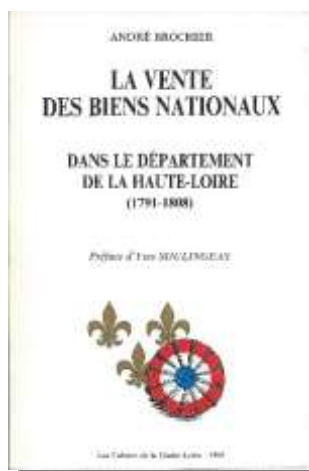 ANDRÉ BROCHIER
LA VENTE
DES BIENS NATIONAUX
DANS LE DÉPARTEMENT
DE LA HAUTE-LOIRE
(1791-1808)
Préface d'Yves SOULINGEAS
Les Cahiers de la Haute-Loire